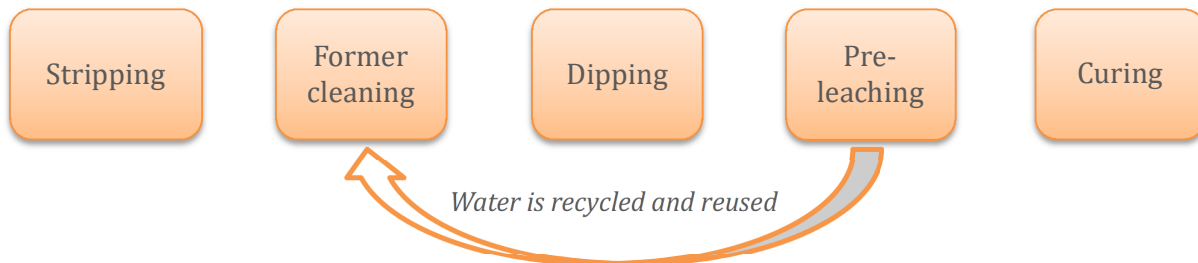 Stripping
Former
cleaning
Dipping
Pre-
leaching
Curing
Water is recycled and reused